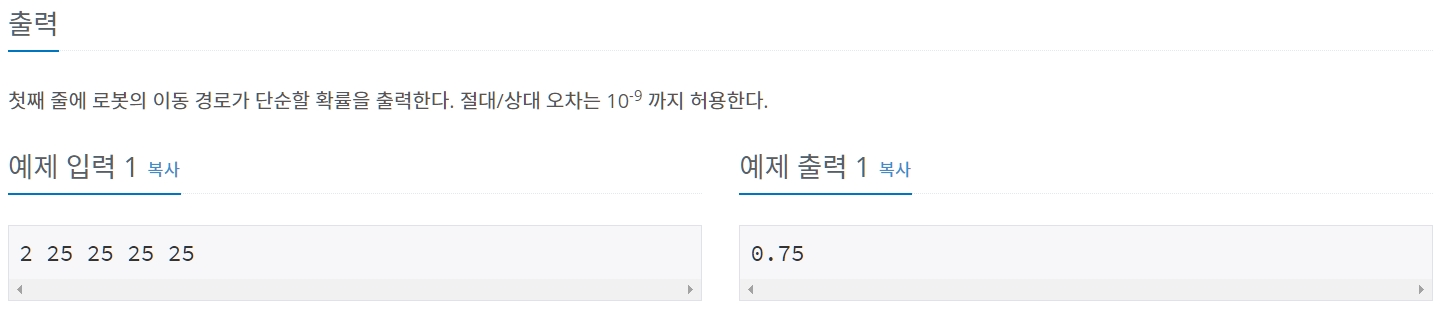 출력
첫째 줄에 로봇의 이동 경로가 단순할 확률을 출력한다. 절대/상대 오차는 10⁻⁹ 까지 허용한다.
예제 입력 1 복사
2 25 25 25 25
예제 출력 1 복사
0.75